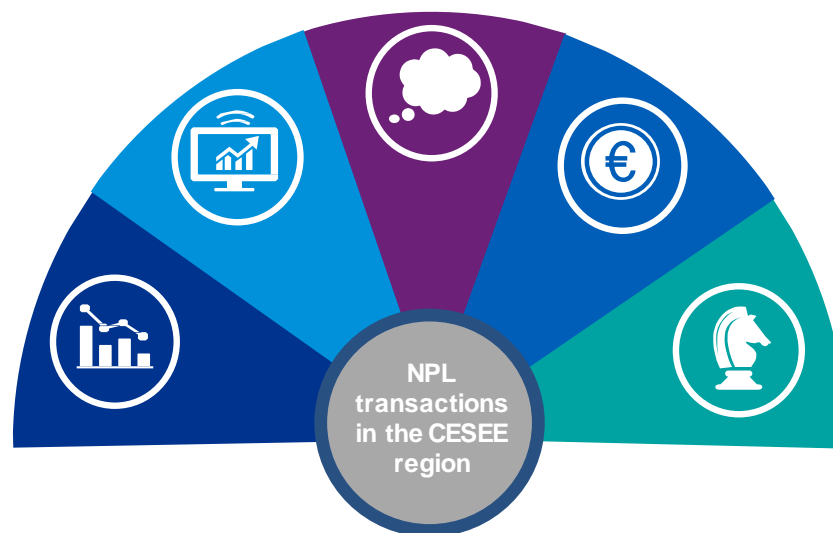 €
NPL
transactions
in the CESEE
region